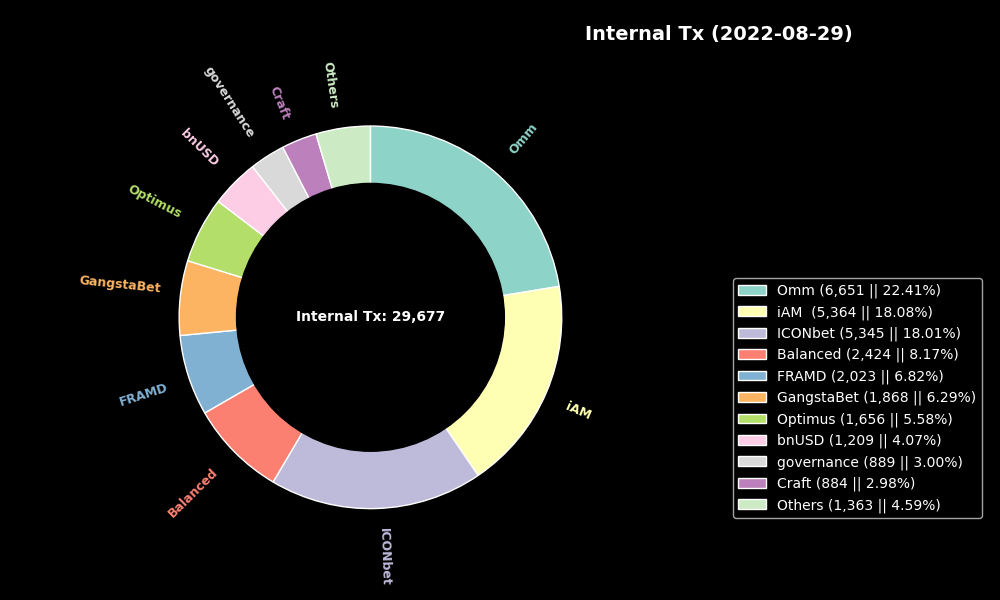 Internal Tx (2022-08-29)
Others
Craft
governance
bnUSD
Optimus
GangstaBet
FRAMD
Balanced
ICONbet
iAM
Omm
Internal Tx: 29,677
Omm (6,651 || 22.41%)
iAM  (5,364 || 18.08%)
ICONbet (5,345 || 18.01%)
Balanced (2,424 || 8.17%)
FRAMD (2,023 || 6.82%)
GangstaBet (1,868 || 6.29%)
Optimus (1,656 || 5.58%)
bnUSD (1,209 || 4.07%)
governance (889 || 3.00%)
Craft (884 || 2.98%)
Others (1,363 || 4.59%)